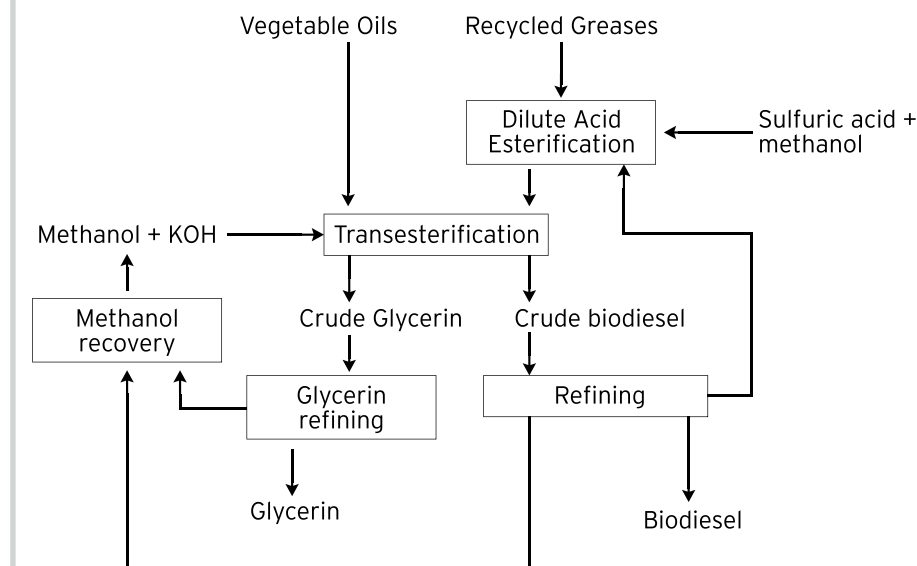 Vegetable Oils
Recycled Greases
Dilute Acid
Esterification
Sulfuric acid +
methanol
Methanol + KOH
Transesterification
Methanol
recovery
Crude Glycerin
Crude biodiesel
Glycerin
refining
Refining
Glycerin
Biodiesel